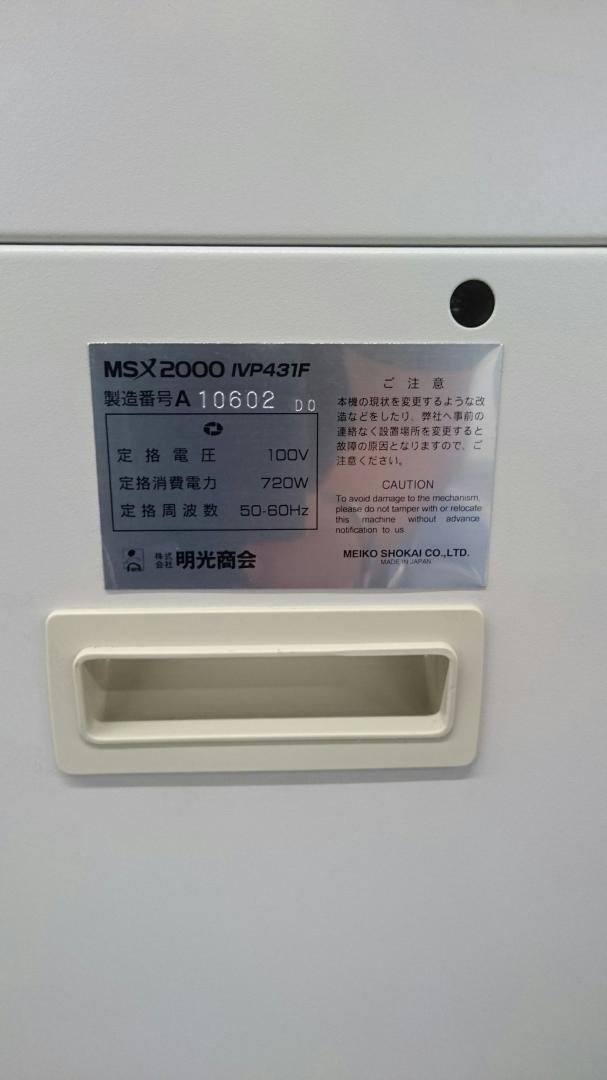 MSX2000 IVP431F
製造番号A 10602 D0
定格電圧 100V
定格消費電力 720W
定格周波数 50-60Hz
株式会社 明光商会
ご注意
本機の現状を変更するような改
造などをしたり、弊社へ事前の
連絡なく設置場所を変更すると
故障の原因となりますので、ご
注意ください。
CAUTION
To avoid damage to the mechanism,
please do not tamper with or relocate
this machine without advance
notification to us.
MEIKO SHOKAI CO.,LTD.
MADE IN JAPAN